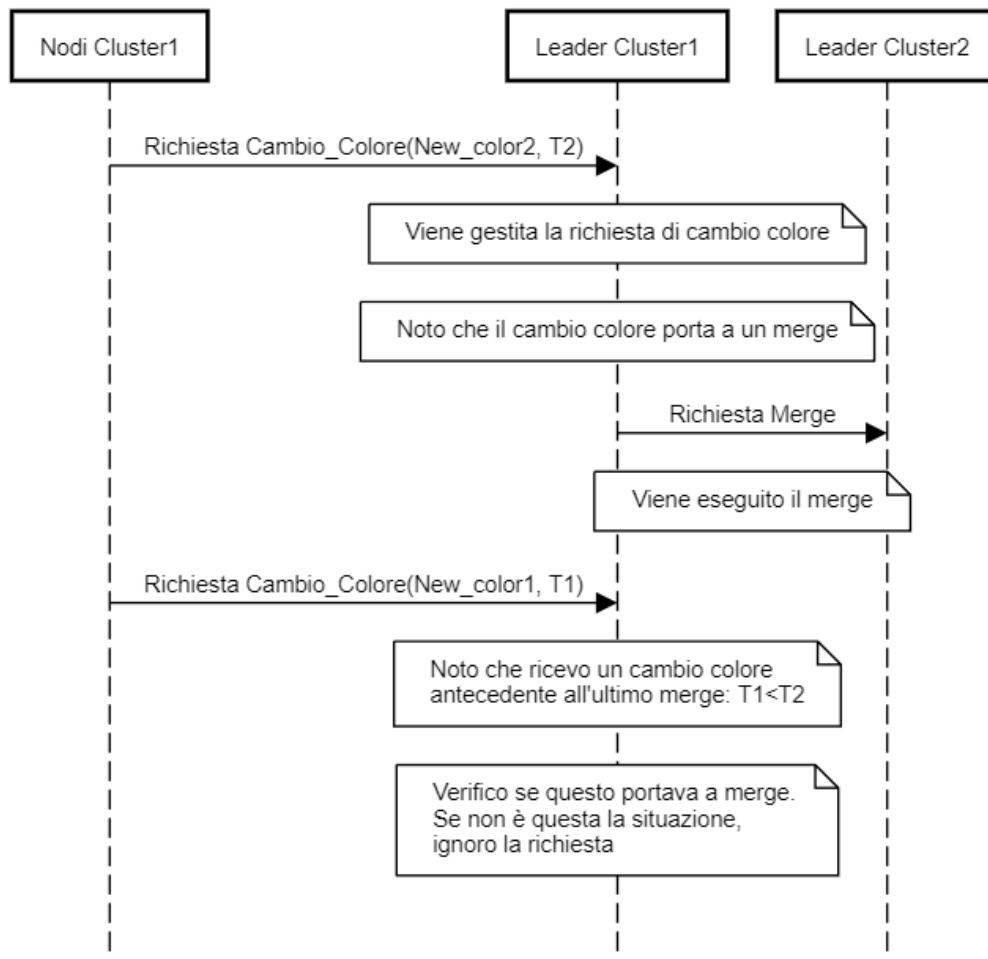 Nodi Cluster1
Leader Cluster1
Leader Cluster2
Richiesta Cambio_Colore(New_color2, T2)
Viene gestita la richiesta di cambio colore
Noto che il cambio colore porta a un merge
Richiesta Merge
Viene eseguito il merge
Richiesta Cambio_Colore(New_color1, T1)
Noto che ricevo un cambio colore
antecedente all'ultimo merge: T1<T2
Verifico se questo portava a merge.
Se non è questa la situazione,
ignoro la richiesta